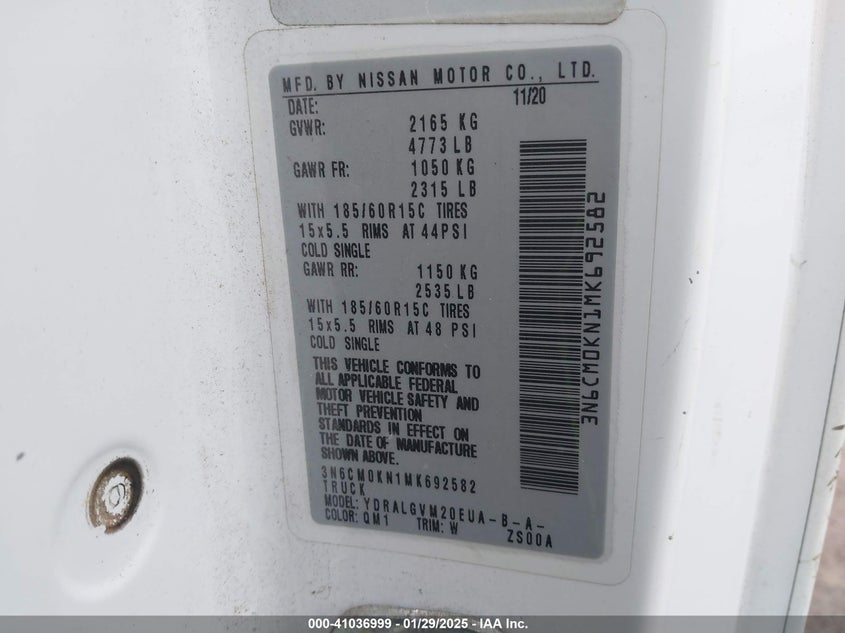 MFD. BY NISSAN MOTOR CO., LTD.
DATE: 11/20
GVWR: 2165 KG
4773 LB
GAWR FR: 1050 KG
2315 LB
WITH 185/60R15C TIRES
15x5.5 RIMS AT 44PSI
COLD SINGLE
GAWR RR: 1150 KG
2535 LB
WITH 185/60R15C TIRES
15x5.5 RIMS AT 48 PSI
COLD SINGLE
THIS VEHICLE CONFORMS TO
ALL APPLICABLE FEDERAL
MOTOR VEHICLE SAFETY AND
THEFT PREVENTION
STANDARDS IN EFFECT ON
THE DATE OF MANUFACTURE
SHOWN ABOVE.
3N6CM0KN1MK692582
TRUCK
MODEL: YDRALGVM20EUA-B-A-
COLOR: QM1 TRIM: W ZS00A
3N6CM0KN1MK692582
000-41036999 — 01/29/2025 — IAA Inc.